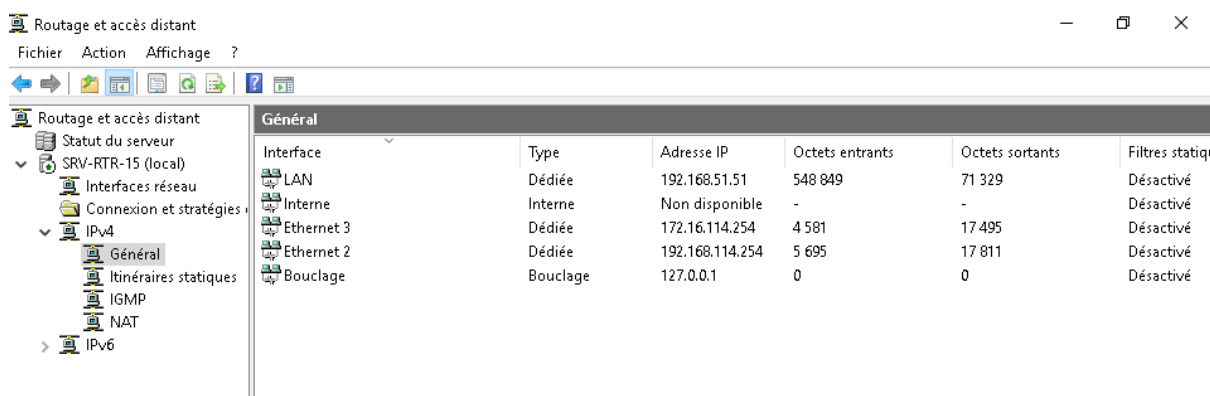 Routage et accès distant
Fichier Action Affichage ?
Routage et accès distant
Statut du serveur
SRV-RTR-15 (local)
Interfaces réseau
Connexion et stratégies
IPv4
Général
Itinéraires statiques
IGMP
NAT
IPv6
Général
Interface Type Adresse IP Octets entrants Octets sortants Filtres statiq
LAN Dédiée 192.168.51.51 548 849 71 329 Désactivé
Interne Interne Non disponible - - Désactivé
Ethernet 3 Dédiée 172.16.114.254 4 581 17 495 Désactivé
Ethernet 2 Dédiée 192.168.114.254 5 695 17 811 Désactivé
Bouclage Bouclage 127.0.0.1 0 0 Désactivé